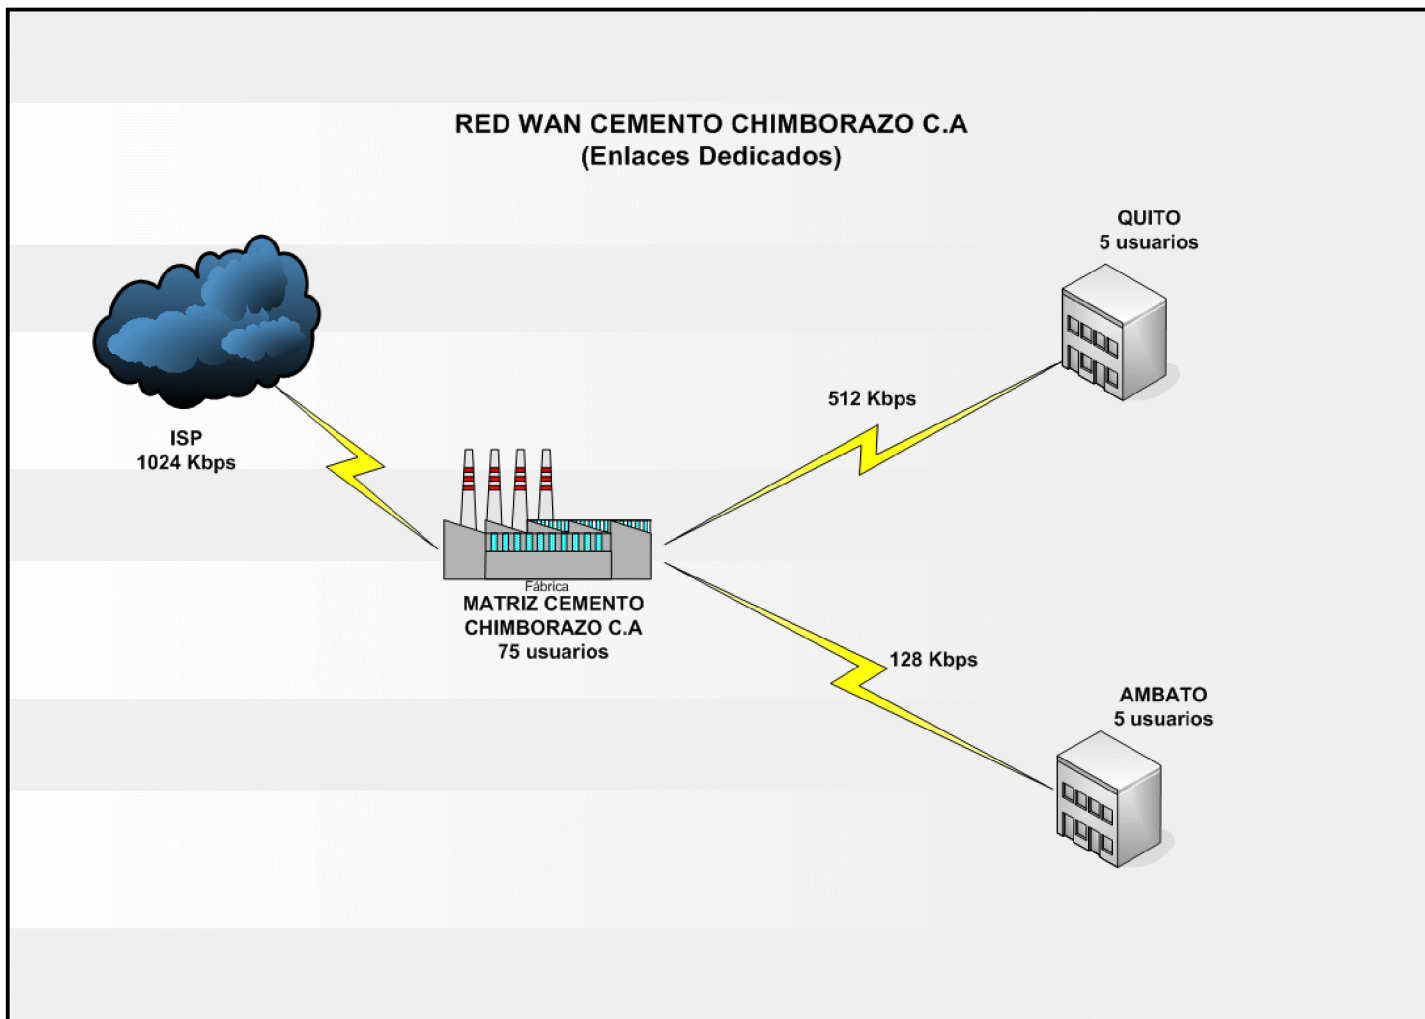 RED WAN CEMENTO CHIMBORAZO C.A
(Enlaces Dedicados)
QUITO
5 usuarios
512 Kbps
ISP
1024 Kbps
Fábrica
MATRIZ CEMENTO
CHIMBORAZO C.A
75 usuarios
128 Kbps
AMBATO
5 usuarios